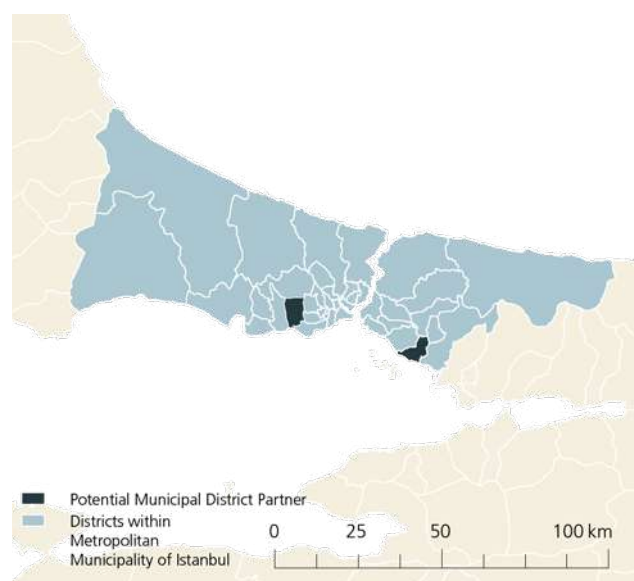 Potential Municipal District Partner
Districts within
Metropolitan
Municipality of Istanbul
0 25 50 100 km